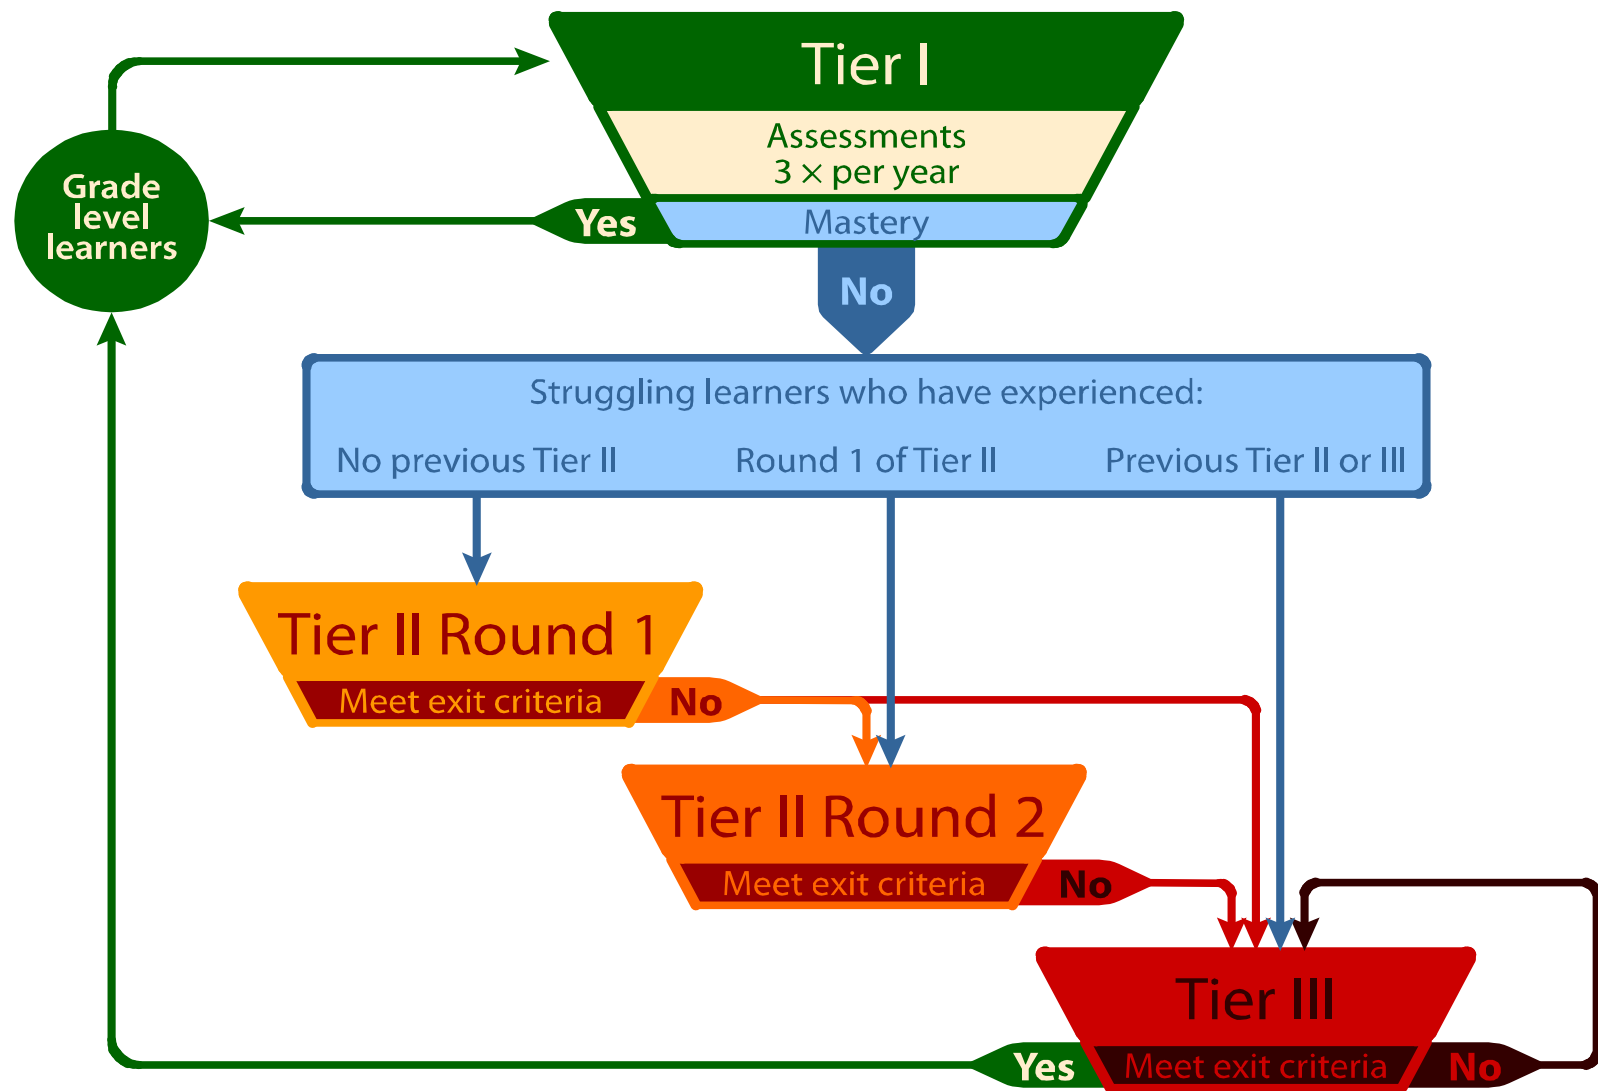 Tier I
Assessments
3 × per year
Grade
level
learners
Yes
Mastery
No
Struggling learners who have experienced:
No previous Tier II
Round 1 of Tier II
Previous Tier II or III
Tier II Round 1
Meet exit criteria
No
Tier II Round 2
Meet exit criteria
No
Tier III
Yes
Meet exit criteria
No